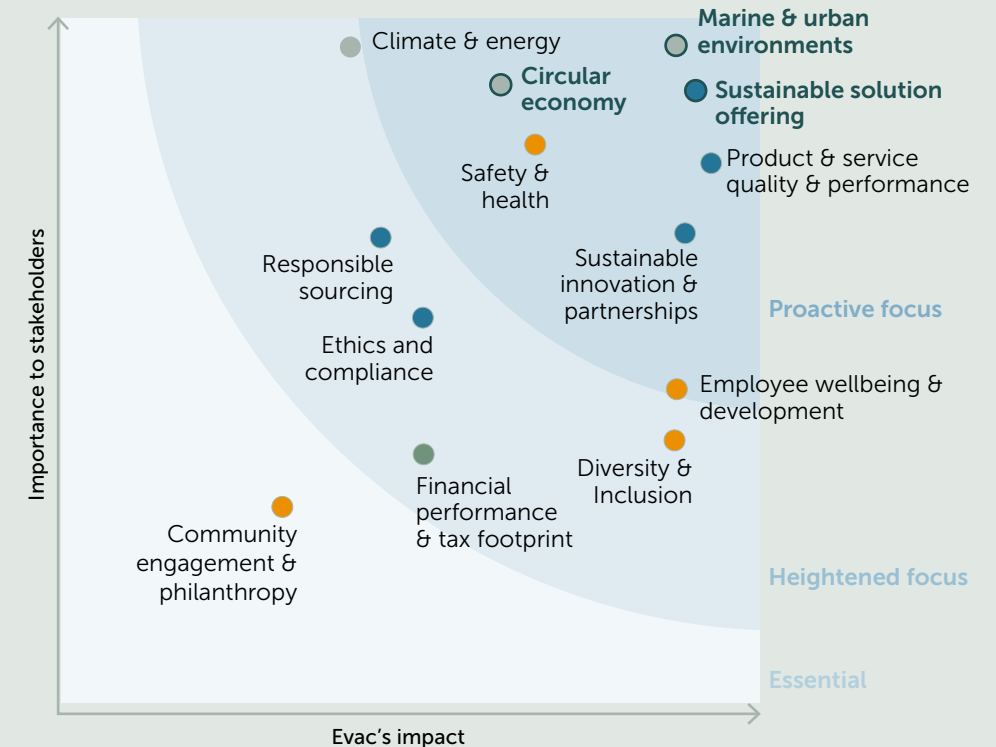 Marine & urban
environments
Climate & energy
Circular
economy
Sustainable solution
offering
Product & service
quality & performance
Safety &
health
Responsible
sourcing
Sustainable
innovation &
partnerships
Proactive focus
Ethics and
compliance
Employee wellbeing &
development
Diversity &
Inclusion
Financial
performance
& tax footprint
Community
engagement &
philanthropy
Heightened focus
Essential
Importance to stakeholders
Evac's impact